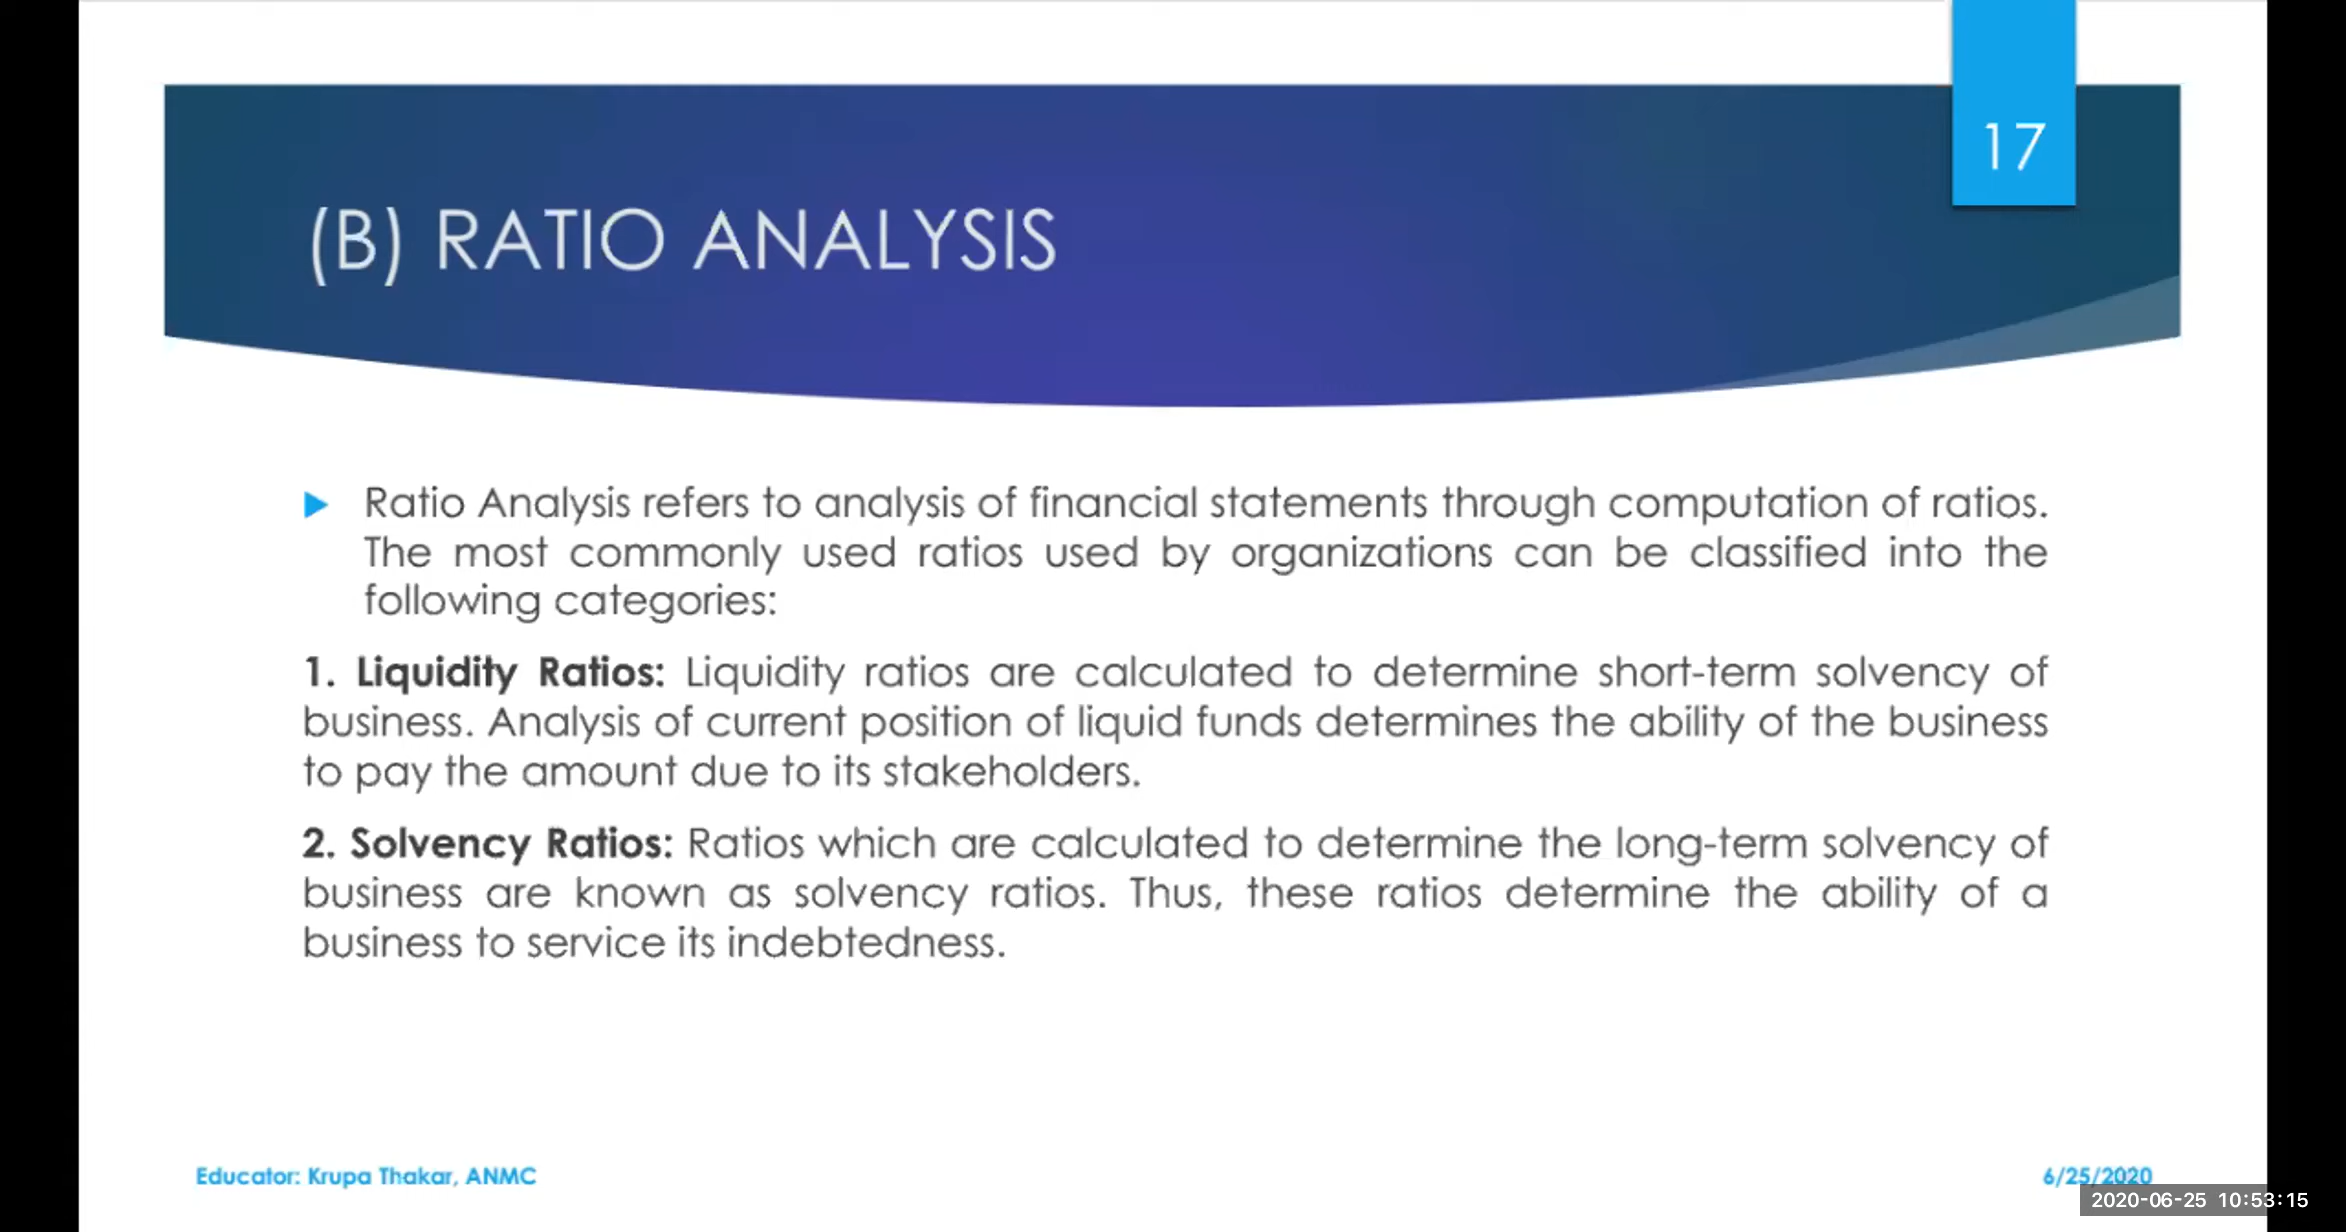 17
(B) RATIO ANALYSIS
Ratio Analysis refers to analysis of financial statements through computation of ratios.
The most commonly used ratios used by organizations can be classified into the
following categories:
1. Liquidity Ratios: Liquidity ratios are calculated to determine short-term solvency of
business. Analysis of current position of liquid funds determines the ability of the business
to pay the amount due to its stakeholders.
2. Solvency Ratios: Ratios which are calculated to determine the long-term solvency of
business are known as solvency ratios. Thus, these ratios determine the ability of a
business to service its indebtedness.
Educator: Krupa Thakar, ANMC
6/25/2020
2020-06-25 10:53:15